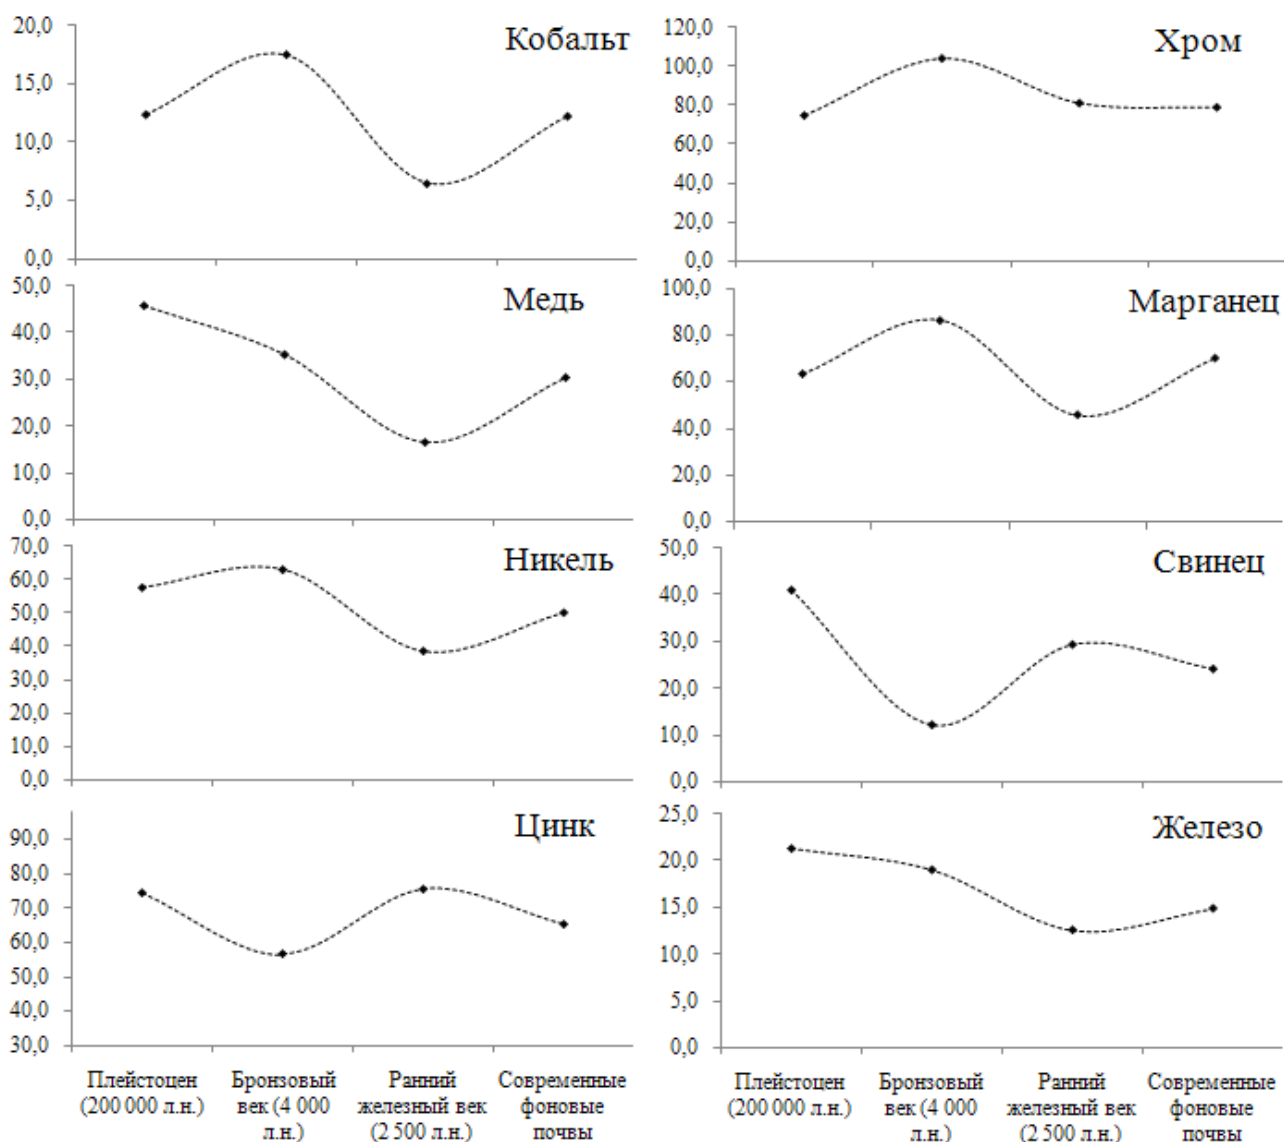 Кобальт
20,0
15,0
10,0
5,0
0,0
Хром
120,0
100,0
80,0
60,0
40,0
20,0
0,0
Медь
50,0
40,0
30,0
20,0
10,0
0,0
Марганец
100,0
80,0
60,0
40,0
20,0
0,0
Никель
70,0
60,0
50,0
40,0
30,0
20,0
10,0
0,0
Свинец
50,0
40,0
30,0
20,0
10,0
0,0
Цинк
90,0
80,0
70,0
60,0
50,0
40,0
30,0
Железо
25,0
20,0
15,0
10,0
5,0
0,0
Плейстоцен
(200 000 л.н.)
Бронзовый
век (4 000
л.н.)
Ранний
железный век
(2 500 л.н.)
Современные
фоновые
почвы
Плейстоцен
(200 000 л.н.)
Бронзовый
век (4 000
л.н.)
Ранний
железный век
(2 500 л.н.)
Современные
фоновые
почвы